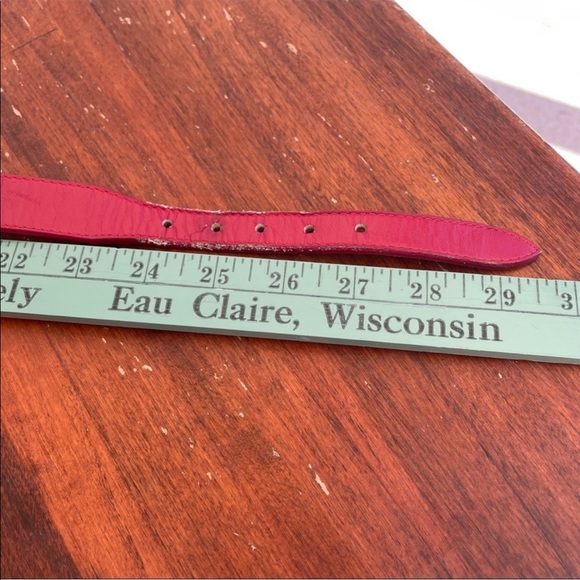 22 23 24 25 26 27 28 29 3
ely Eau Claire, Wisconsin